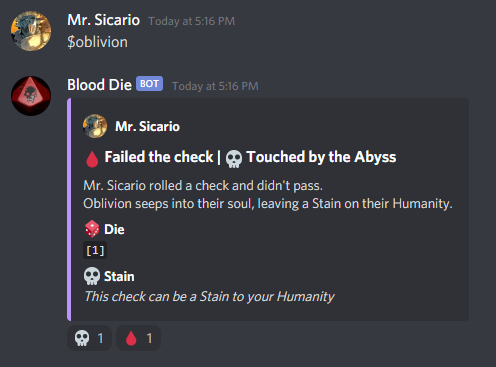 Mr. Sicario Today at 5:16 PM
$oblivion
Blood Die BOT Today at 5:16 PM
Mr. Sicario
Failed the check | Touched by the Abyss
Mr. Sicario rolled a check and didn't pass.
Oblivion seeps into their soul, leaving a Stain on their Humanity.
Die
[1]
Stain
This check can be a Stain to your Humanity
1 1